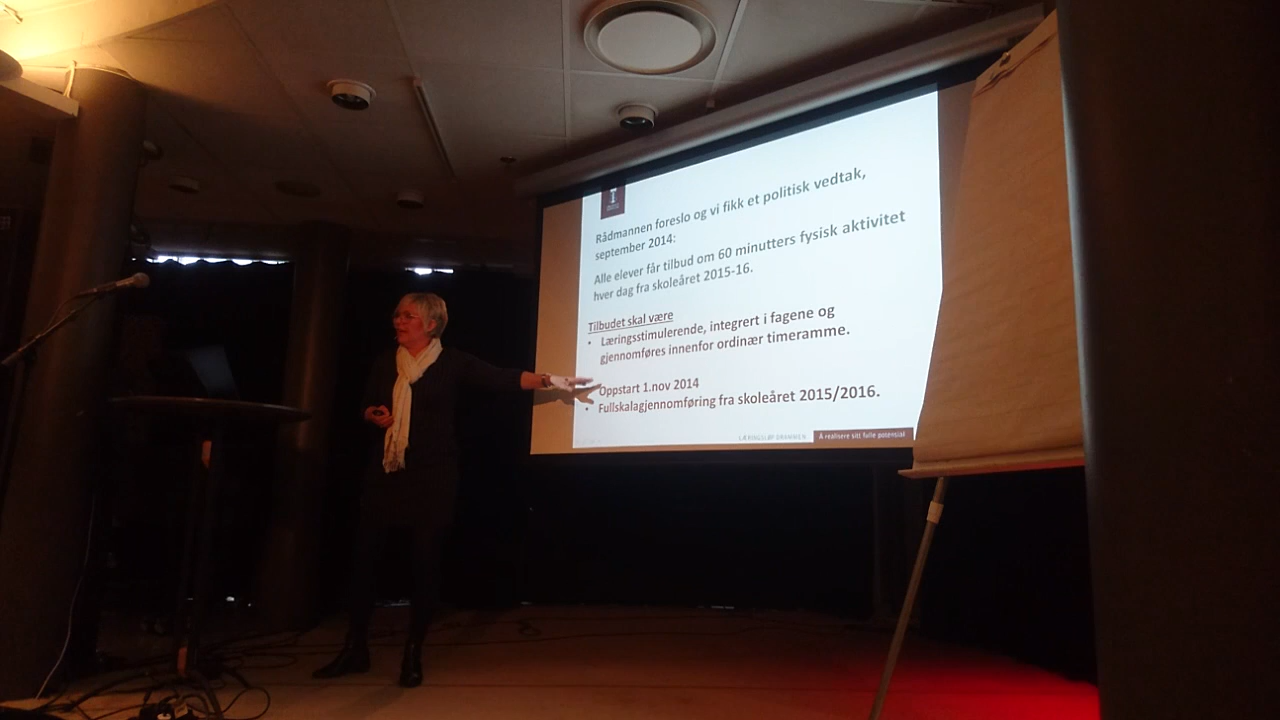 Rådmannen foreslo og vi fikk et politisk vedtak,
september 2014:
Alle elever får tilbud om 60 minutters fysisk aktivitet
hver dag fra skoleåret 2015-16.
Tilbudet skal være
• Læringsstimulerende, integrert i fagene og
gjennomføres innenfor ordinær timeramme.
Oppstart 1.nov 2014
• Fullskalagjennomføring fra skoleåret 2015/2016.
LÆRINGSLØP DRAMMEN Å realisere sitt fulle potensial